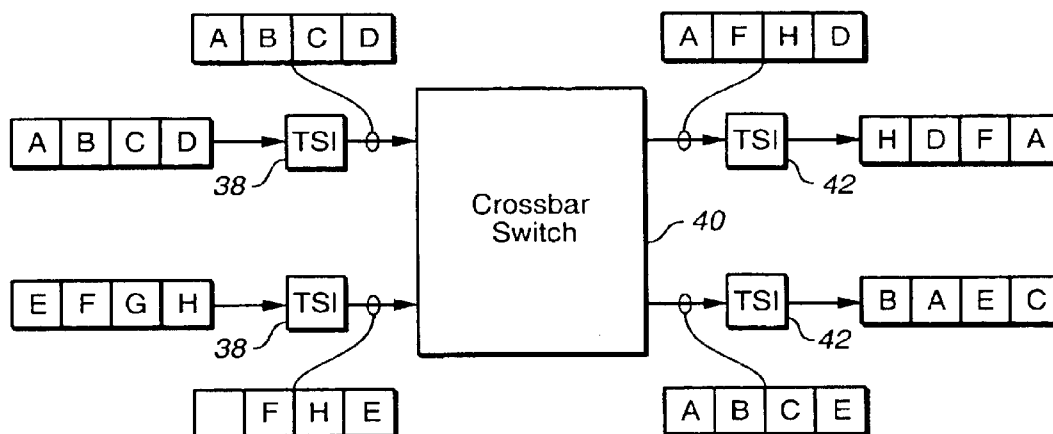 A B C D
A F H D
A B C D
TSI
38
TSI
42
H D F A
Crossbar
Switch
40
E F G H
TSI
38
TSI
42
B A E C
F H E
A B C E